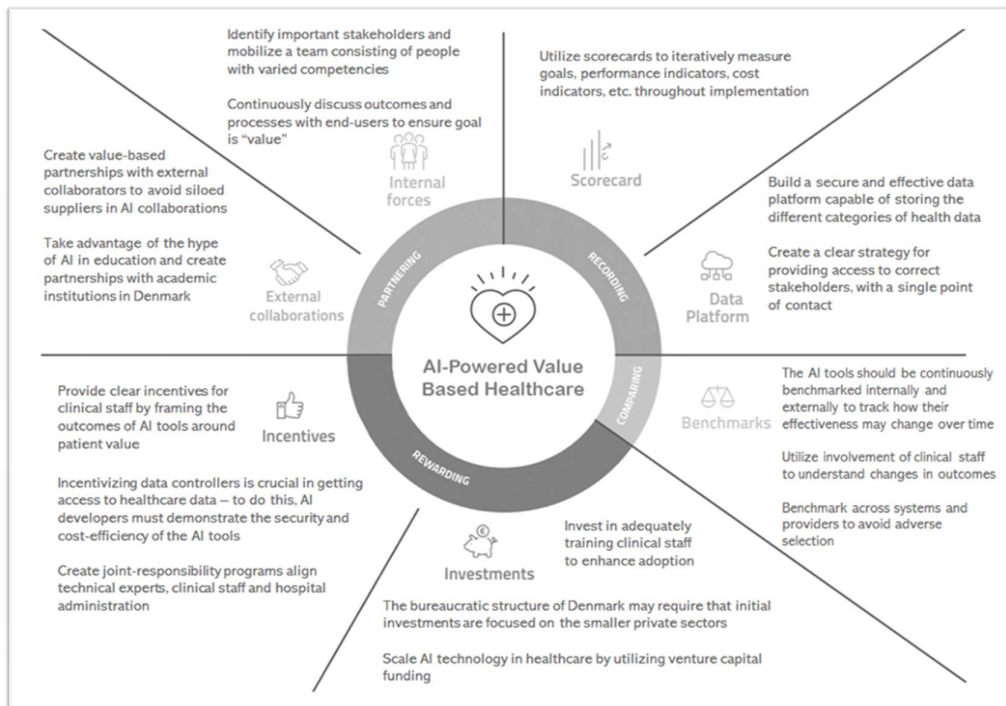 Identify important stakeholders and
mobilize a team consisting of people
with varied competencies
Continuously discuss outcomes and
processes with end-users to ensure goal
is “value”
Internal
forces
Utilize scorecards to iteratively measure
goals, performance indicators, cost
indicators, etc. throughout implementation
Scorecard
Create value-based
partnerships with external
collaborators to avoid siloed
suppliers in AI collaborations
Take advantage of the hype
of AI in education and create
partnerships with academic
institutions in Denmark
External
collaborations
Build a secure and effective data
platform capable of storing the
different categories of health data
Create a clear strategy for
providing access to correct
stakeholders, with a single point
of contact
Data
Platform
PARTNERING
RECORDING
COMPARING
REWARDING
AI-Powered Value
Based Healthcare
Provide clear incentives for
clinical staff by framing the
outcomes of AI tools around
patient value
Incentives
Incentivizing data controllers is crucial in getting
access to healthcare data – to do this, AI
developers must demonstrate the security and
cost-efficiency of the AI tools
Create joint-responsibility programs align
technical experts, clinical staff and hospital
administration
Benchmarks
The AI tools should be continuously
benchmarked internally and
externally to track how their
effectiveness may change over time
Utilize involvement of clinical staff
to understand changes in outcomes
Benchmark across systems and
providers to avoid adverse
selection
€
Investments
Invest in adequately
training clinical staff
to enhance adoption
The bureaucratic structure of Denmark may require that initial
investments are focused on the smaller private sectors
Scale AI technology in healthcare by utilizing venture capital
funding